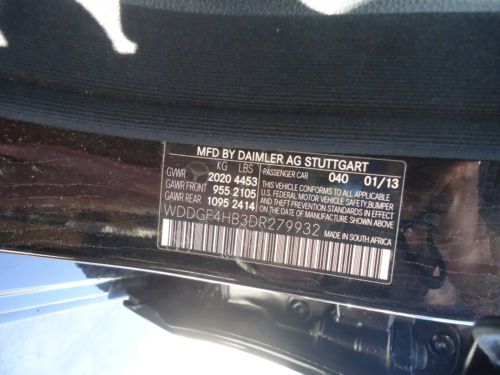 MFD BY DAIMLER AG STUTTGART
KG LBS PASSENGER CAR 040 01/13
GVWR 2020 4453 THIS VEHICLE CONFORMS TO ALL APPLICABLE
GAWR FRONT 955 2105 U.S. FEDERAL MOTOR VEHICLE SAFETY, BUMPER
GAWR REAR 1095 2414 AND THEFT PREVENTION STANDARDS IN EFFECT
ON THE DATE OF MANUFACTURE SHOWN ABOVE
WDDGF4HB3DR279932
MADE IN SOUTH AFRICA